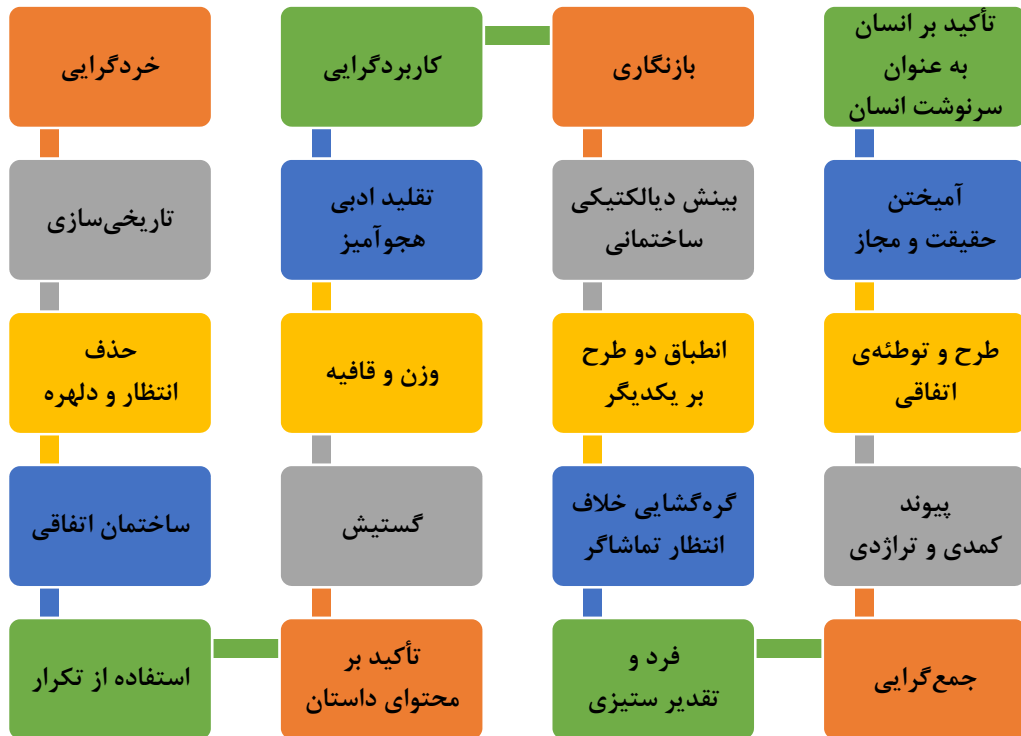 خردگرایی
تاریخی‌سازی
حذف
انتظار و دلهره
ساختمان اتفاقی
استفاده از تکرار
تأکید بر
محتوای داستان
گستیش
وزن و قافیه
تقلید ادبی
هجوآمیز
کاربردگرایی
بازنگاری
بینش دیالکتیکی
ساختمانی
انطباق دو طرح
بر یکدیگر
گره‌گشایی خلاف
انتظار تماشاگر
فرد و
تقدیر ستیزی
جمع‌گرایی
پیوند
کمدی و تراژدی
طرح و توطئه‌ی
اتفاقی
آمیختن
حقیقت و مجاز
تأکید بر انسان
به عنوان
سرنوشت انسان